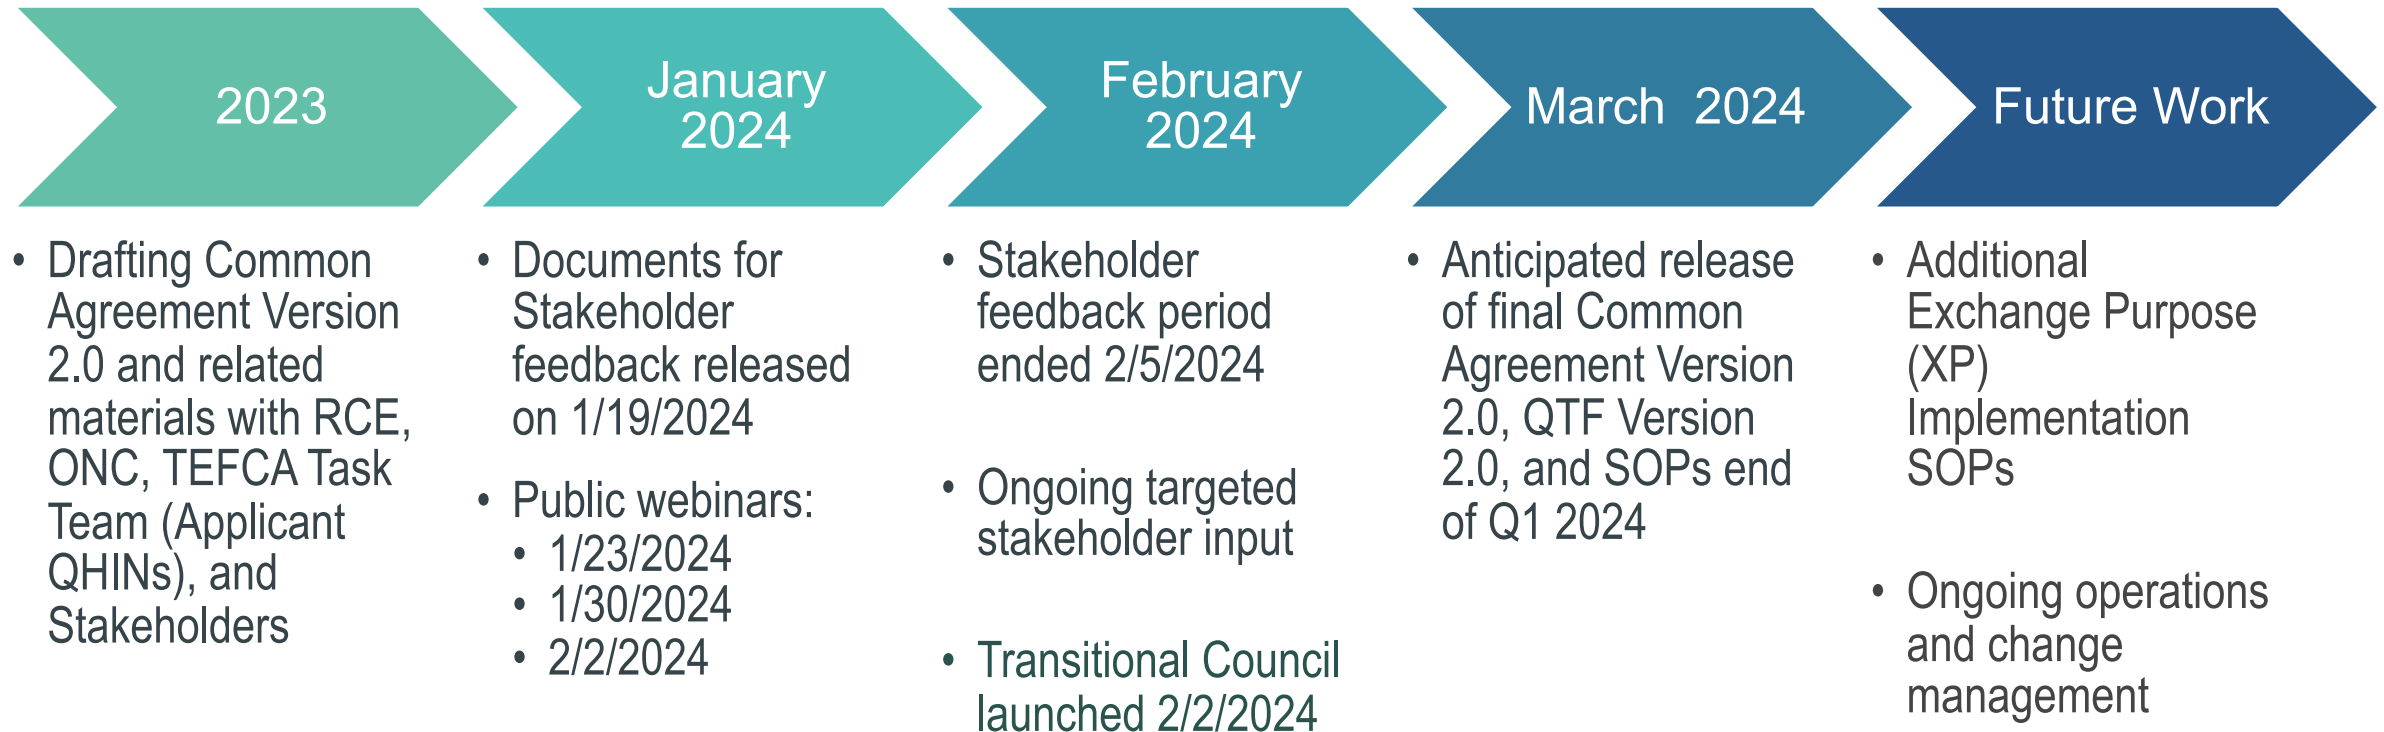 2023
• Drafting Common
Agreement Version
2.0 and related
materials with RCE,
ONC, TEFCA Task
Team (Applicant
QHINs), and
Stakeholders
January
2024
• Documents for
Stakeholder
feedback released
on 1/19/2024
• Public webinars:
• 1/23/2024
• 1/30/2024
• 2/2/2024
February
2024
• Stakeholder
feedback period
ended 2/5/2024
• Ongoing targeted
stakeholder input
• Transitional Council
launched 2/2/2024
March 2024
• Anticipated release
of final Common
Agreement Version
2.0, QTF Version
2.0, and SOPs end
of Q1 2024
Future Work
• Additional
Exchange Purpose
(XP)
Implementation
SOPs
• Ongoing operations
and change
management